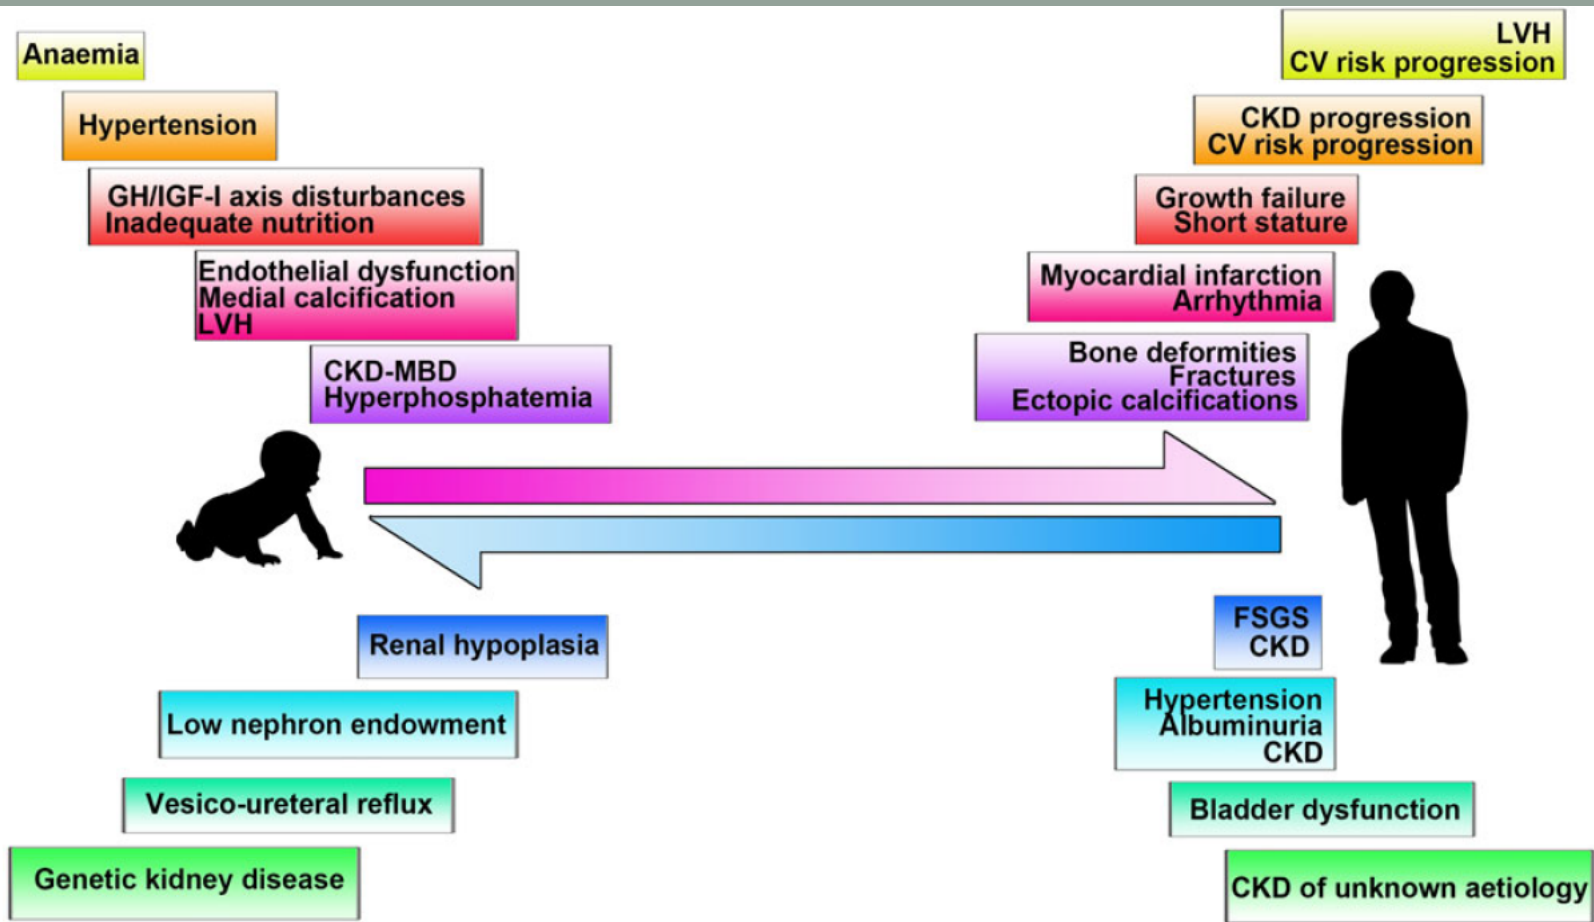 Anaemia
Hypertension
GH/IGF-I axis disturbances
Inadequate nutrition
Endothelial dysfunction
Medial calcification
LVH
CKD-MBD
Hyperphosphatemia
LVH
CV risk progression
CKD progression
CV risk progression
Growth failure
Short stature
Myocardial infarction
Arrhythmia
Bone deformities
Fractures
Ectopic calcifications
Renal hypoplasia
Low nephron endowment
Vesico-ureteral reflux
Genetic kidney disease
FSGS
CKD
Hypertension
Albuminuria
CKD
Bladder dysfunction
CKD of unknown aetiology